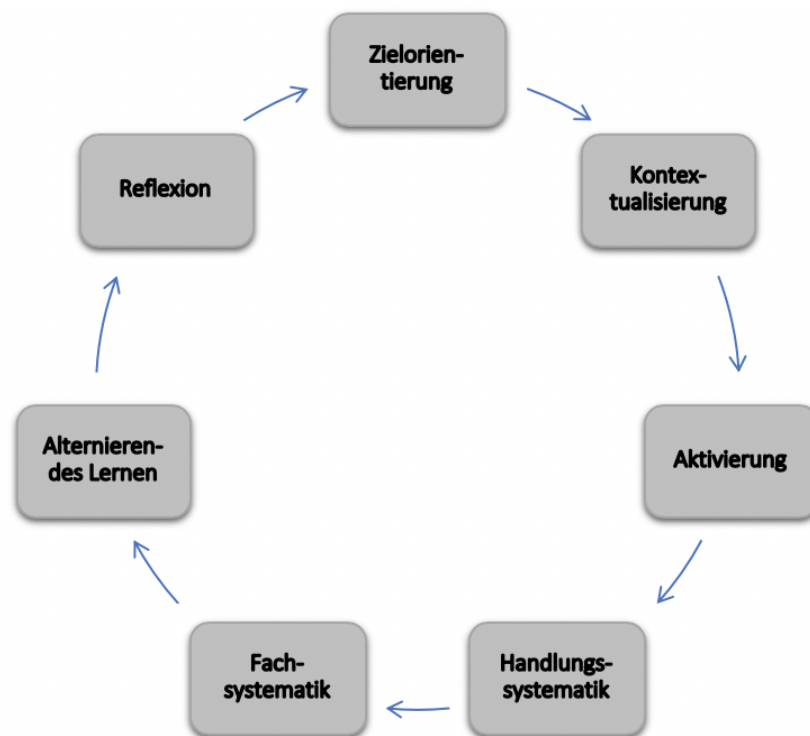 Zielorien-
tierung
Kontex-
tualisierung
Aktivierung
Handlungs-
systematik
Fach-
systematik
Alternieren-
des Lernen
Reflexion